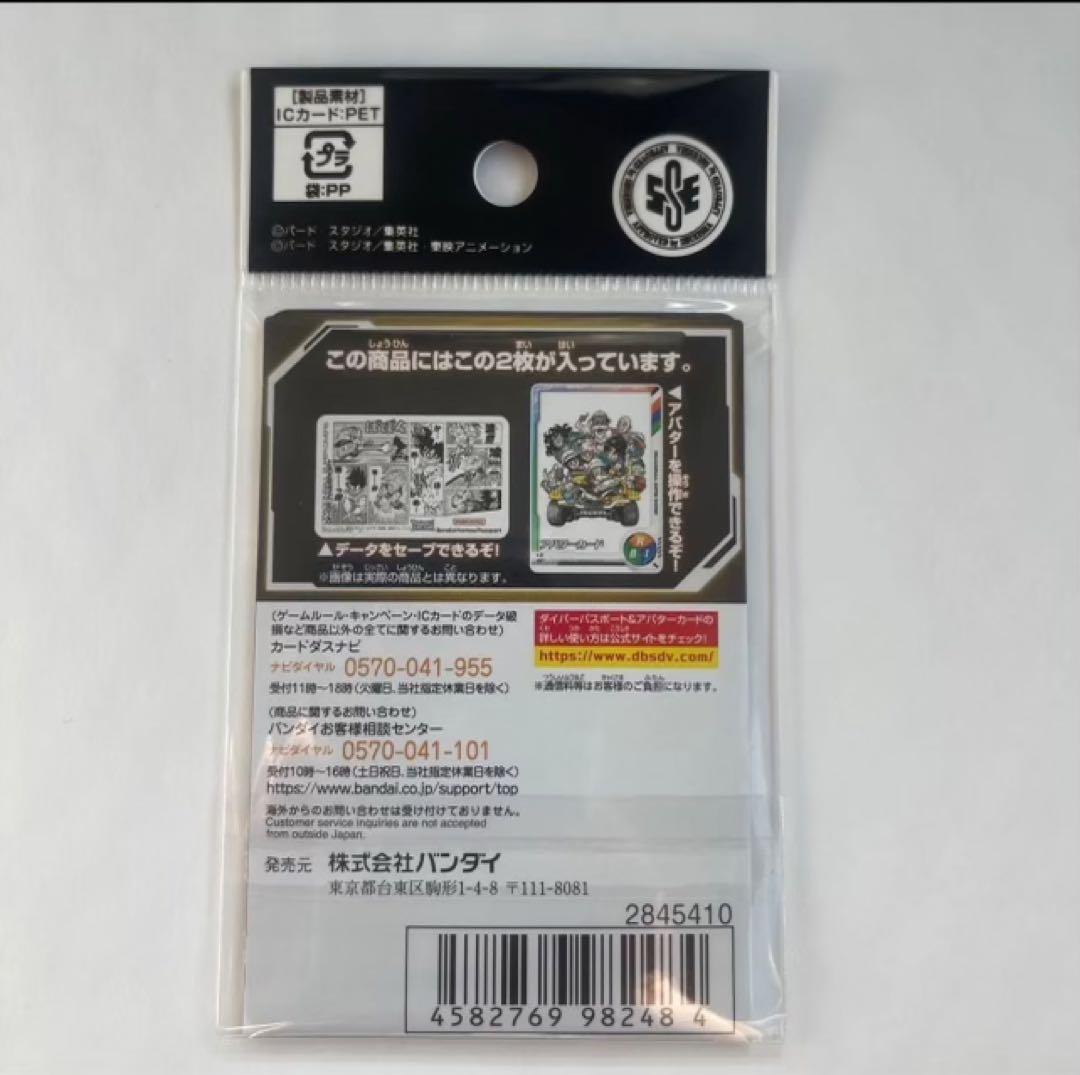 [製品素材]
ICカード:PET
プラ
袋:PP
SSE
©バード・スタジオ/集英社
©バード・スタジオ/集英社・東映アニメーション
この商品にはこの2枚が入っています。
▲データをセーブできるぞ!
◀アバターを操作できるぞ!
アバターカード
※画像は実際の商品とは異なります。
(ゲームルール・キャンペーン・ICカードのデータ破
損など商品以外の全てに関するお問い合わせ)
カードダスナビ
ナビダイヤル 0570-041-955
受付11時~18時(火曜日、当社指定休業日を除く)
ダイバーパスポート&アバターカードの
詳しい使い方は公式サイトをチェック!
https://www.dbsdv.com/
※通信料等はお客様のご負担になります。
(商品に関するお問い合わせ)
バンダイお客様相談センター
ナビダイヤル 0570-041-101
受付10時~16時(土日祝日、当社指定休業日を除く)
https://www.bandai.co.jp/support/top
海外からのお問い合わせは受け付けておりません。
Customer service inquiries are not accepted
from outside Japan.
発売元 株式会社バンダイ
東京都台東区駒形1-4-8 〒111-8081
2845410
4582769 98248 4